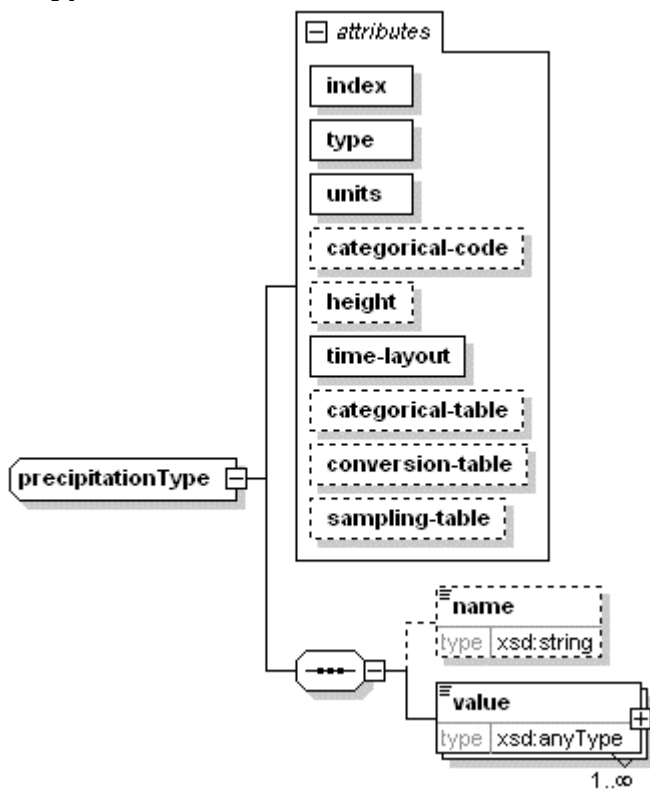 attributes
index
type
units
categorical-code
height
time-layout
categorical-table
conversion-table
sampling-table
precipitationType
name
type xsd:string
value
type xsd:anyType
1..∞